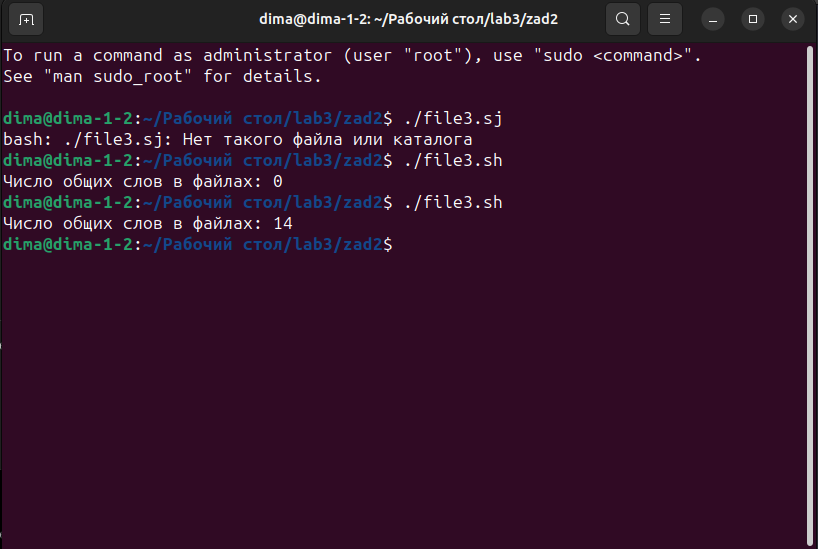 dima@dima-1-2: ~/Рабочий стол/lab3/zad2
To run a command as administrator (user "root"), use "sudo <command>".
See "man sudo_root" for details.
dima@dima-1-2:~/Рабочий стол/lab3/zad2$ ./file3.sj
bash: ./file3.sj: Нет такого файла или каталога
dima@dima-1-2:~/Рабочий стол/lab3/zad2$ ./file3.sh
Число общих слов в файлах: 0
dima@dima-1-2:~/Рабочий стол/lab3/zad2$ ./file3.sh
Число общих слов в файлах: 14
dima@dima-1-2:~/Рабочий стол/lab3/zad2$